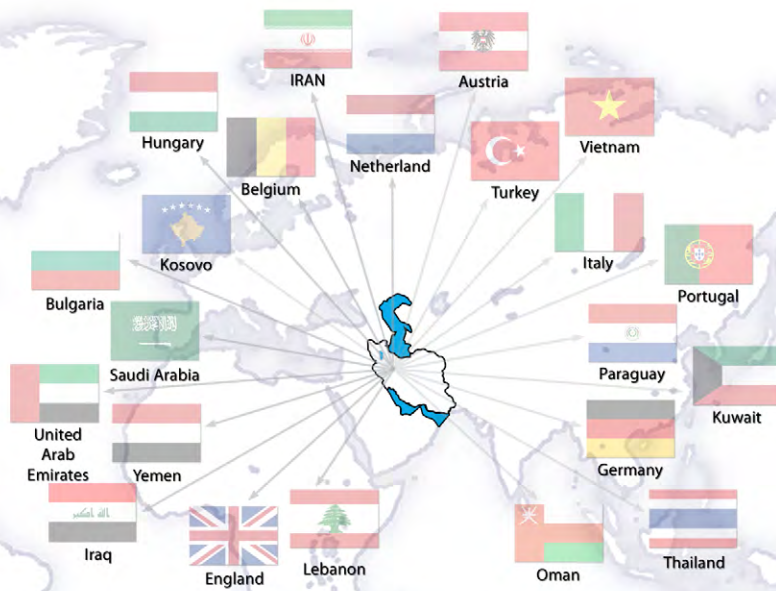 IRAN
Austria
Hungary
Belgium
Netherland
Turkey
Vietnam
Kosovo
Italy
Bulgaria
Portugal
Saudi Arabia
Paraguay
Kuwait
United
Arab
Emirates
Yemen
Germany
Iraq
England
Lebanon
Oman
Thailand